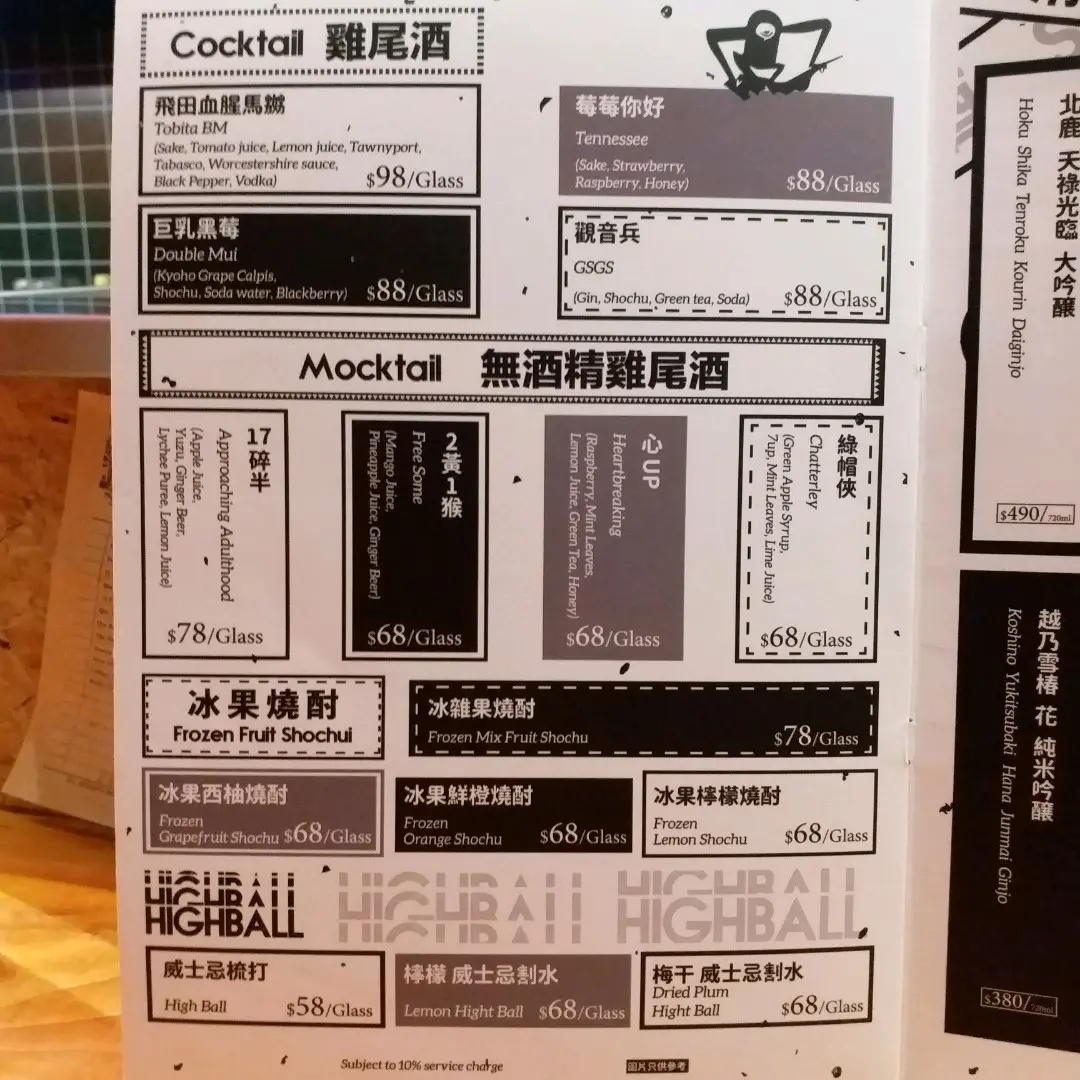 Cocktail 雞尾酒
飛田血腥馬嬲
Tobita BM
(Sake, Tomato juice, Lemon juice, Tawnyport,
Tabasco, Worcestershire sauce,
Black Pepper, Vodka)
$98/Glass
莓莓你好
Tennessee
(Sake, Strawberry,
Raspberry, Honey)
$88/Glass
巨乳黑莓
Double Mui
(Kyoho Grape Calpis,
Shochu, Soda water, Blackberry)
$88/Glass
觀音兵
GSGS
(Gin, Shochu, Green tea, Soda)
$88/Glass
Mocktail 無酒精雞尾酒
17碎半
Approaching Adulthood
(Apple Juice,
Yuzu, Ginger Beer,
Lychee Puree, Lemon Juice)
$78/Glass
2黃1猴
Free Some
(Mango Juice,
Pineapple Juice, Ginger Beer)
$68/Glass
心UP
Heartbreaking
(Raspberry, Mint Leaves,
Lemon Juice, Green Tea, Honey)
$68/Glass
綠帽俠
Chatterley
(Green Apple Syrup,
7up, Mint Leaves, Lime Juice)
$68/Glass
冰果燒酎
Frozen Fruit Shochui
冰雜果燒酎
Frozen Mix Fruit Shochu
$78/Glass
冰果西柚燒酎
Frozen
Grapefruit Shochu
$68/Glass
冰果鮮橙燒酎
Frozen
Orange Shochu
$68/Glass
冰果檸檬燒酎
Frozen
Lemon Shochu
$68/Glass
HIGHBALL HIGHBALL HIGHBALL
HIGHBALL HIGHBALL HIGHBALL
威士忌梳打
High Ball
$58/Glass
檸檬 威士忌割水
Lemon Hight Ball
$68/Glass
梅干 威士忌割水
Dried Plum
Hight Ball
$68/Glass
Subject to 10% service charge
圖片只供參考
北鹿 天祿光臨 大吟釀
Hoku Shika Tenroku Kourin Daiginjo
$490/720ml
越乃雪椿 花 純米吟釀
Koshino Yukitsubaki Hana Junmai Ginjo
$380/720ml